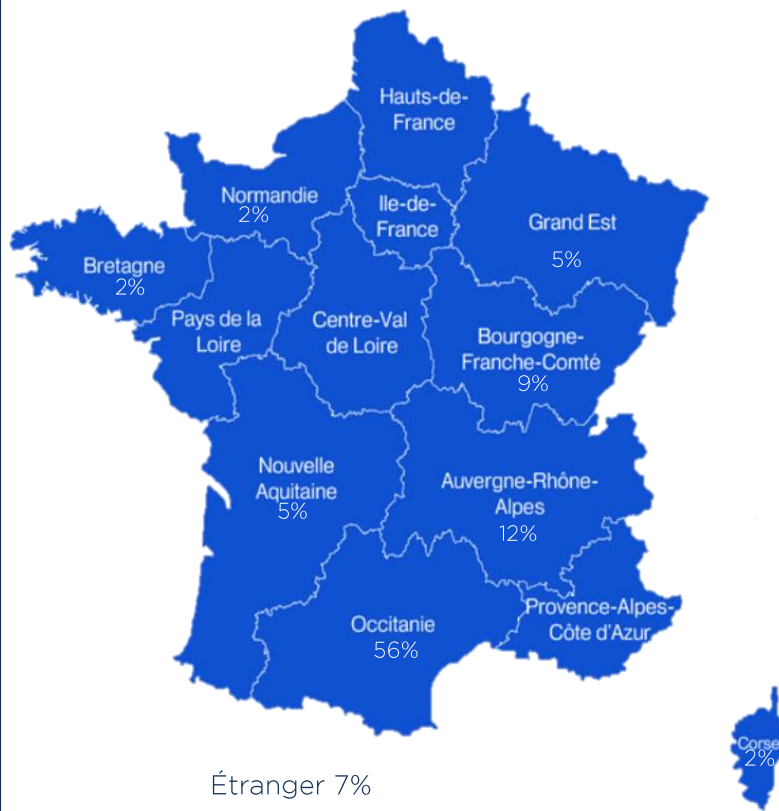 Hauts-de-
France
Normandie
2%
Ile-de-
France
Grand Est
5%
Bretagne
2%
Pays de la
Loire
Centre-Val
de Loire
Bourgogne-
Franche-Comté
9%
Nouvelle
Aquitaine
5%
Auvergne-Rhône-
Alpes
12%
Occitanie
56%
Provence-Alpes-
Côte d'Azur
Corse
2%
Étranger 7%